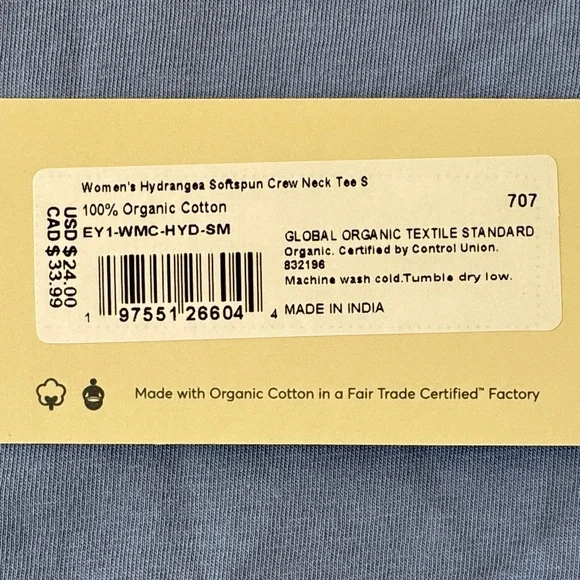 Women's Hydrangea Softspun Crew Neck Tee S
100% Organic Cotton
707
EY1-WMC-HYD-SM
USD $24.00
CAD $33.99
GLOBAL ORGANIC TEXTILE STANDARD
Organic. Certified by Control Union.
832196
Machine wash cold.Tumble dry low.
1 97551 26604 4
MADE IN INDIA
Made with Organic Cotton in a Fair Trade Certified™ Factory